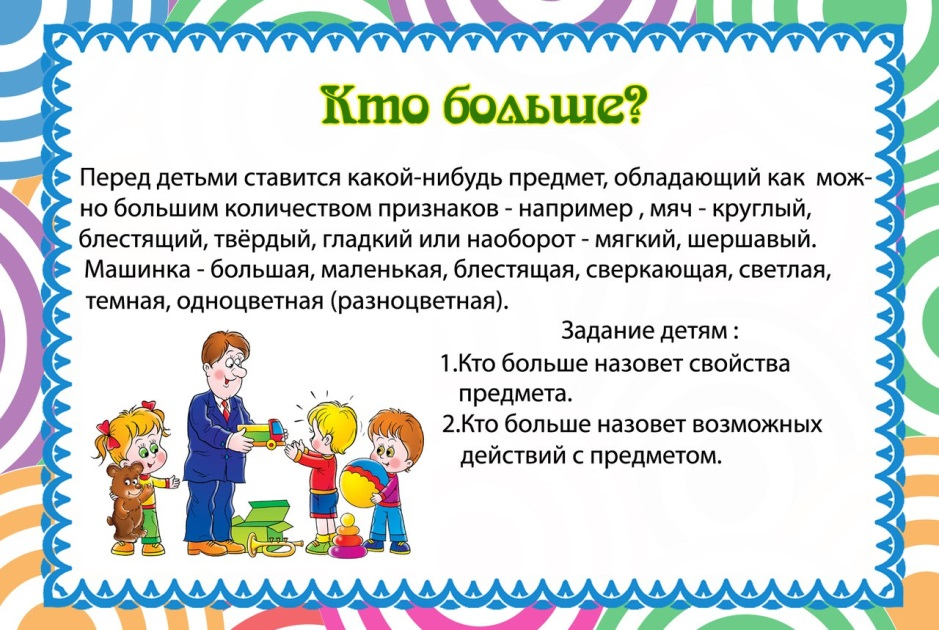 Кто больше?
Перед детьми ставится какой-нибудь предмет, обладающий как мож-
но большим количеством признаков - например , мяч - круглый,
блестящий, твёрдый, гладкий или наоборот - мягкий, шершавый.
Машинка - большая, маленькая, блестящая, сверкающая, светлая,
темная, одноцветная (разноцветная).
Задание детям :
1.Кто больше назовет свойства
предмета.
2.Кто больше назовет возможных
действий с предметом.